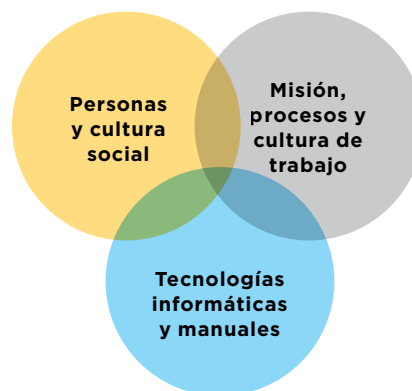 Personas
y cultura
social
Misión,
procesos y
cultura de
trabajo
Tecnologías
informáticas
y manuales